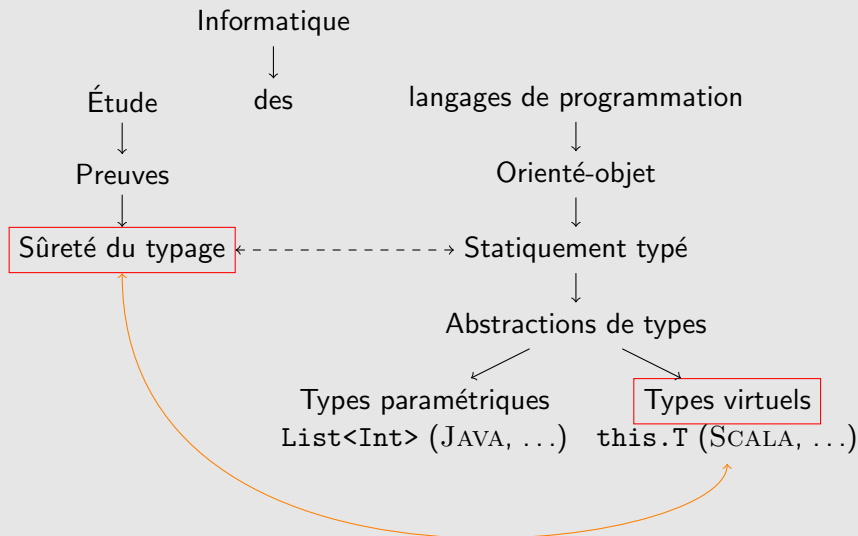 Informatique
Étude des langages de programmation
Preuves Orienté-objet
Sûreté du typage Statiquement typé
Abstractions de types
Types paramétriques Types virtuels
List<Int> (JAVA, ...) this.T (SCALA, ...)